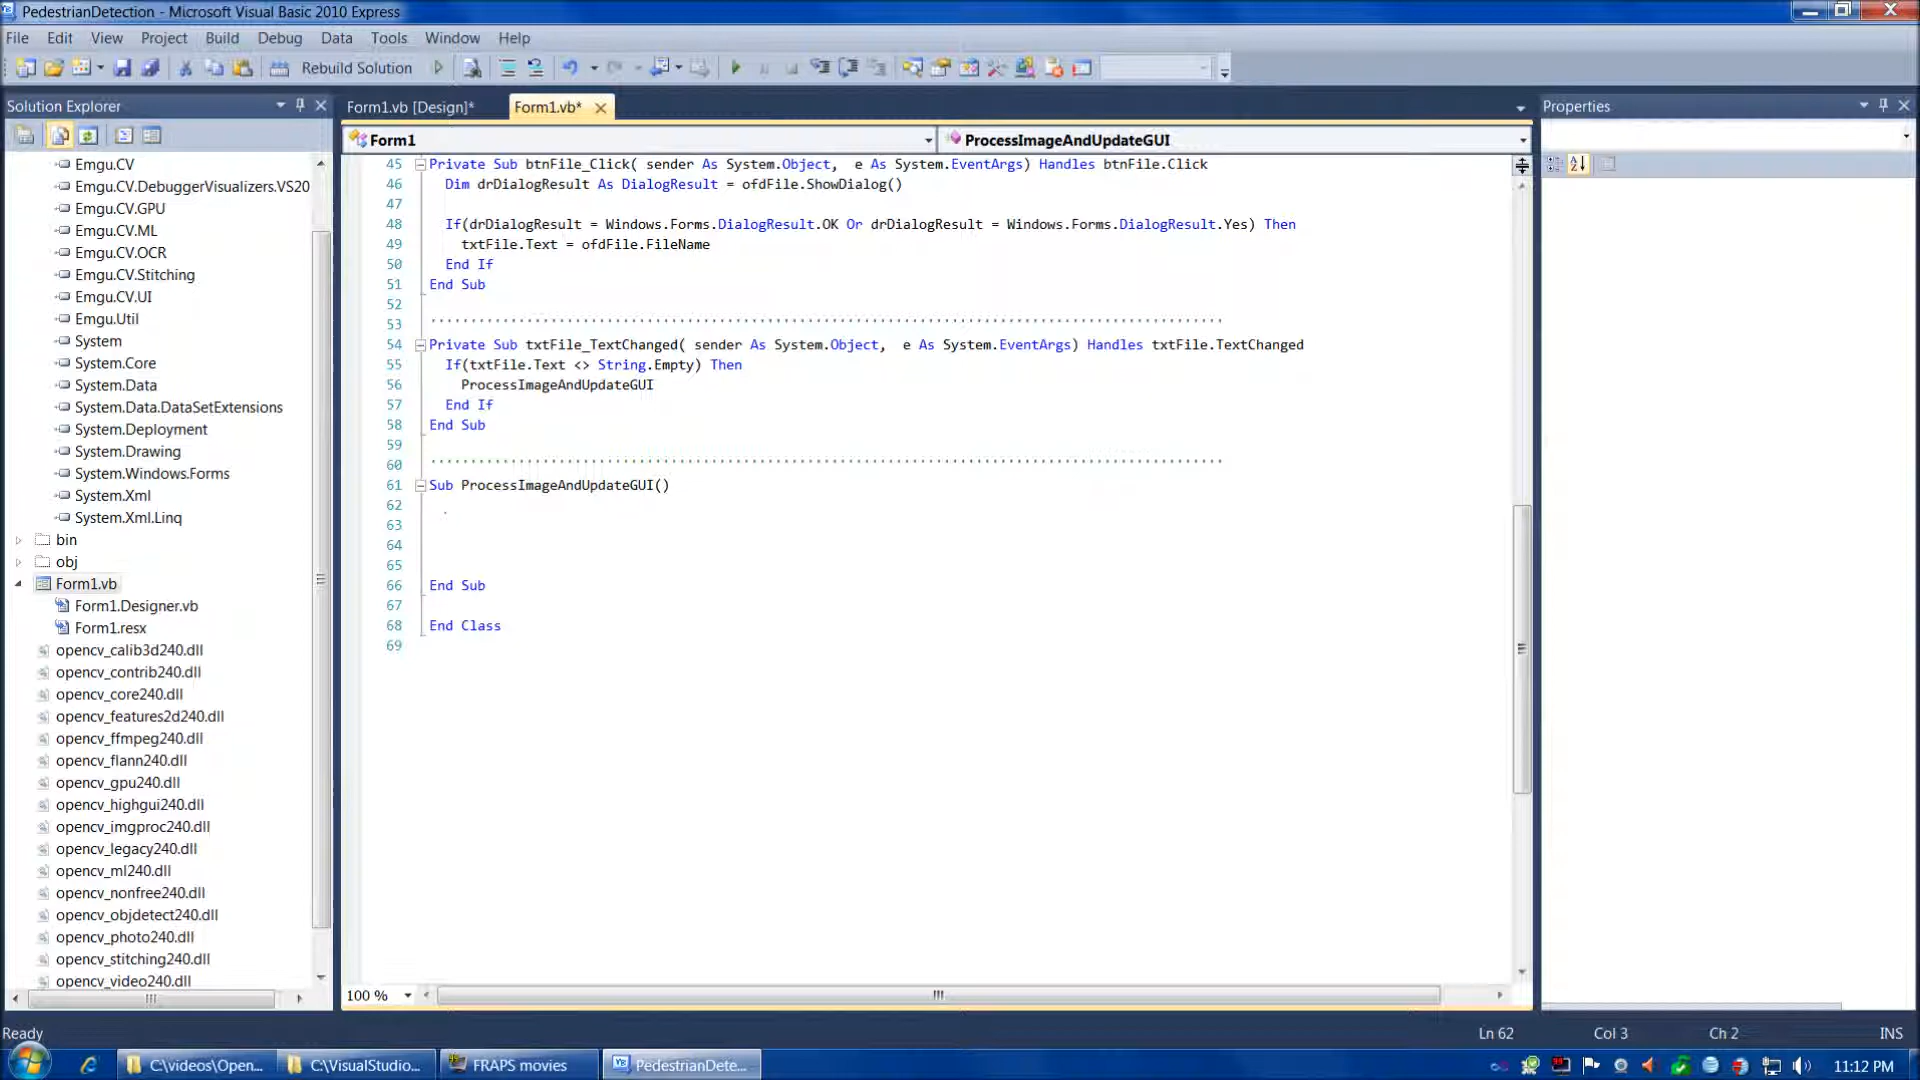 PedestrianDetection - Microsoft Visual Basic 2010 Express
File Edit View Project Build Debug Data Tools Window Help
Rebuild Solution
Solution Explorer
Form1.vb [Design]*
Form1.vb*
Properties
Form1
ProcessImageAndUpdateGUI
Emgu.CV
Emgu.CV.DebuggerVisualizers.VS20
Emgu.CV.GPU
Emgu.CV.ML
Emgu.CV.OCR
Emgu.CV.Stitching
Emgu.CV.UI
Emgu.Util
System
System.Core
System.Data
System.Data.DataSetExtensions
System.Deployment
System.Drawing
System.Windows.Forms
System.Xml
System.Xml.Linq
bin
obj
Form1.vb
Form1.Designer.vb
Form1.resx
opencv_calib3d240.dll
opencv_contrib240.dll
opencv_core240.dll
opencv_features2d240.dll
opencv_ffmpeg240.dll
opencv_flann240.dll
opencv_gpu240.dll
opencv_highgui240.dll
opencv_imgproc240.dll
opencv_legacy240.dll
opencv_ml240.dll
opencv_nonfree240.dll
opencv_objdetect240.dll
opencv_photo240.dll
opencv_stitching240.dll
opencv_video240.dll
45 Private Sub btnFile_Click( sender As System.Object,  e As System.EventArgs) Handles btnFile.Click
46 Dim drDialogResult As DialogResult = ofdFile.ShowDialog()
47
48 If(drDialogResult = Windows.Forms.DialogResult.OK Or drDialogResult = Windows.Forms.DialogResult.Yes) Then
49 txtFile.Text = ofdFile.FileName
50 End If
51 End Sub
52
53 '''''''''''''''''''''''''''''''''''''''''''''''''''''''''''''''''''''''''''''''''''''''''''''''''''
54 Private Sub txtFile_TextChanged( sender As System.Object,  e As System.EventArgs) Handles txtFile.TextChanged
55 If(txtFile.Text <> String.Empty) Then
56 ProcessImageAndUpdateGUI
57 End If
58 End Sub
59
60 '''''''''''''''''''''''''''''''''''''''''''''''''''''''''''''''''''''''''''''''''''''''''''''''''''
61 Sub ProcessImageAndUpdateGUI()
62
63
64
65
66 End Sub
67
68 End Class
69
100 %
Ready
Ln 62
Col 3
Ch 2
INS
C:\videos\Open...
C:\VisualStudio...
FRAPS movies
PedestrianDete...
11:12 PM